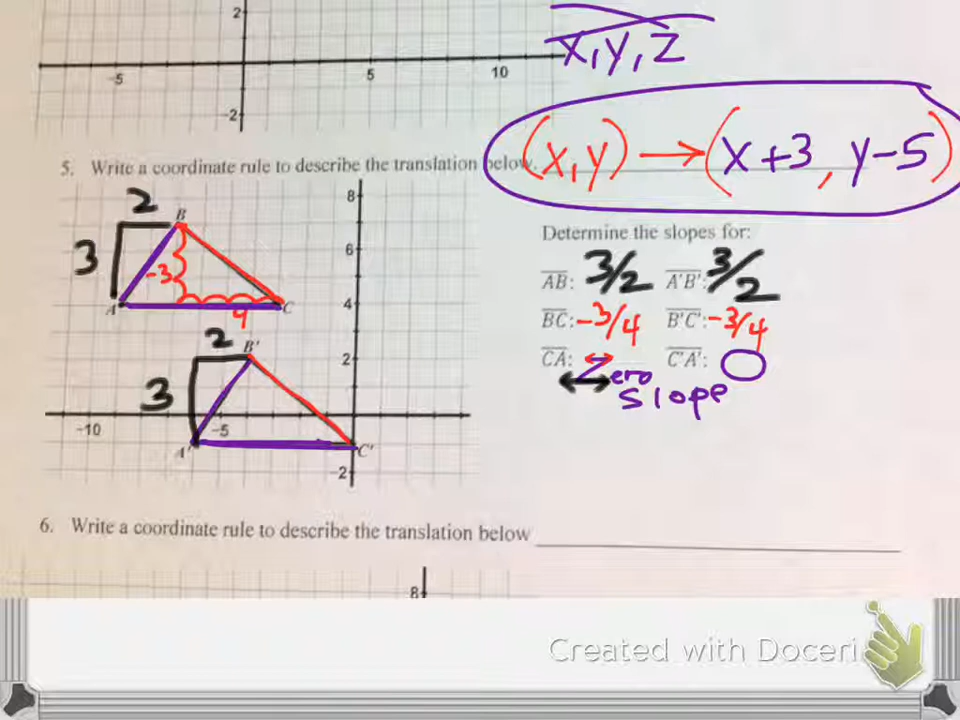 2
-5 5 10
-2
x,y,z
(x,y) → (x+3, y-5)
5. Write a coordinate rule to describe the translation below.
2
B
8
3
-3
6
A
C
4
4
Determine the slopes for:
AB: 3/2 A'B': 3/2
BC: -3/4 B'C': -3/4
CA: Zero Slope C'A': 0
2
B'
2
3
-10 -5
A'
C'
-2
6. Write a coordinate rule to describe the translation below
8
Created with Doceri